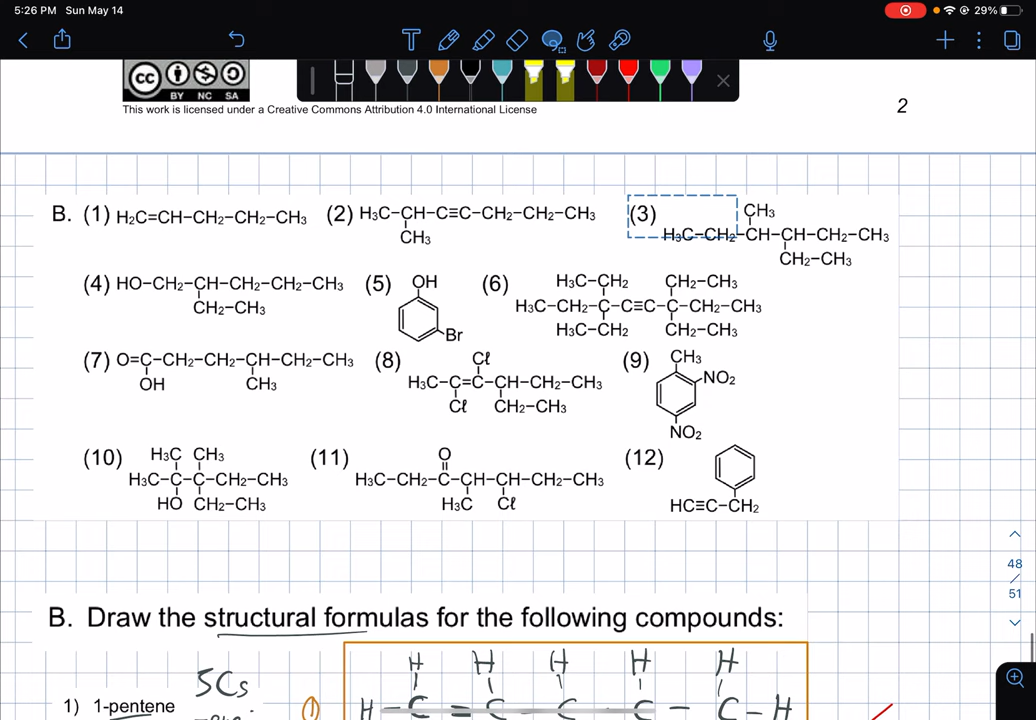 5:26 PM Sun May 14
29%
T
cc
BY NC SA
This work is licensed under a Creative Commons Attribution 4.0 International License
2
B. (1) H₂C=CH–CH₂–CH₂–CH₃ (2) H₃C–CH–C≡C–CH₂–CH₂–CH₃ (3)
CH₃
CH₃
H₃C–CH₂–CH–CH–CH₂–CH₃
CH₂–CH₃
(4) HO–CH₂–CH–CH₂–CH₂–CH₃ (5) OH (6) H₃C–CH₂ CH₂–CH₃
CH₂–CH₃
Br
H₃C–CH₂–C–C≡C–C–CH₂–CH₃
H₃C–CH₂ CH₂–CH₃
(7) O=C–CH₂–CH₂–CH–CH₂–CH₃ (8) Cℓ (9) CH₃
OH CH₃
H₃C–C=C–CH–CH₂–CH₃
Cℓ CH₂–CH₃
NO₂
NO₂
(10) H₃C CH₃ (11) O (12)
H₃C–C–C–CH₂–CH₃
HO CH₂–CH₃
H₃C–CH₂–C–CH–CH–CH₂–CH₃
H₃C Cℓ
HC≡C–CH₂
48
51
B. Draw the structural formulas for the following compounds:
5Cs
H H H H H
1) 1-pentene
①
H – C = C – C – C – C – H